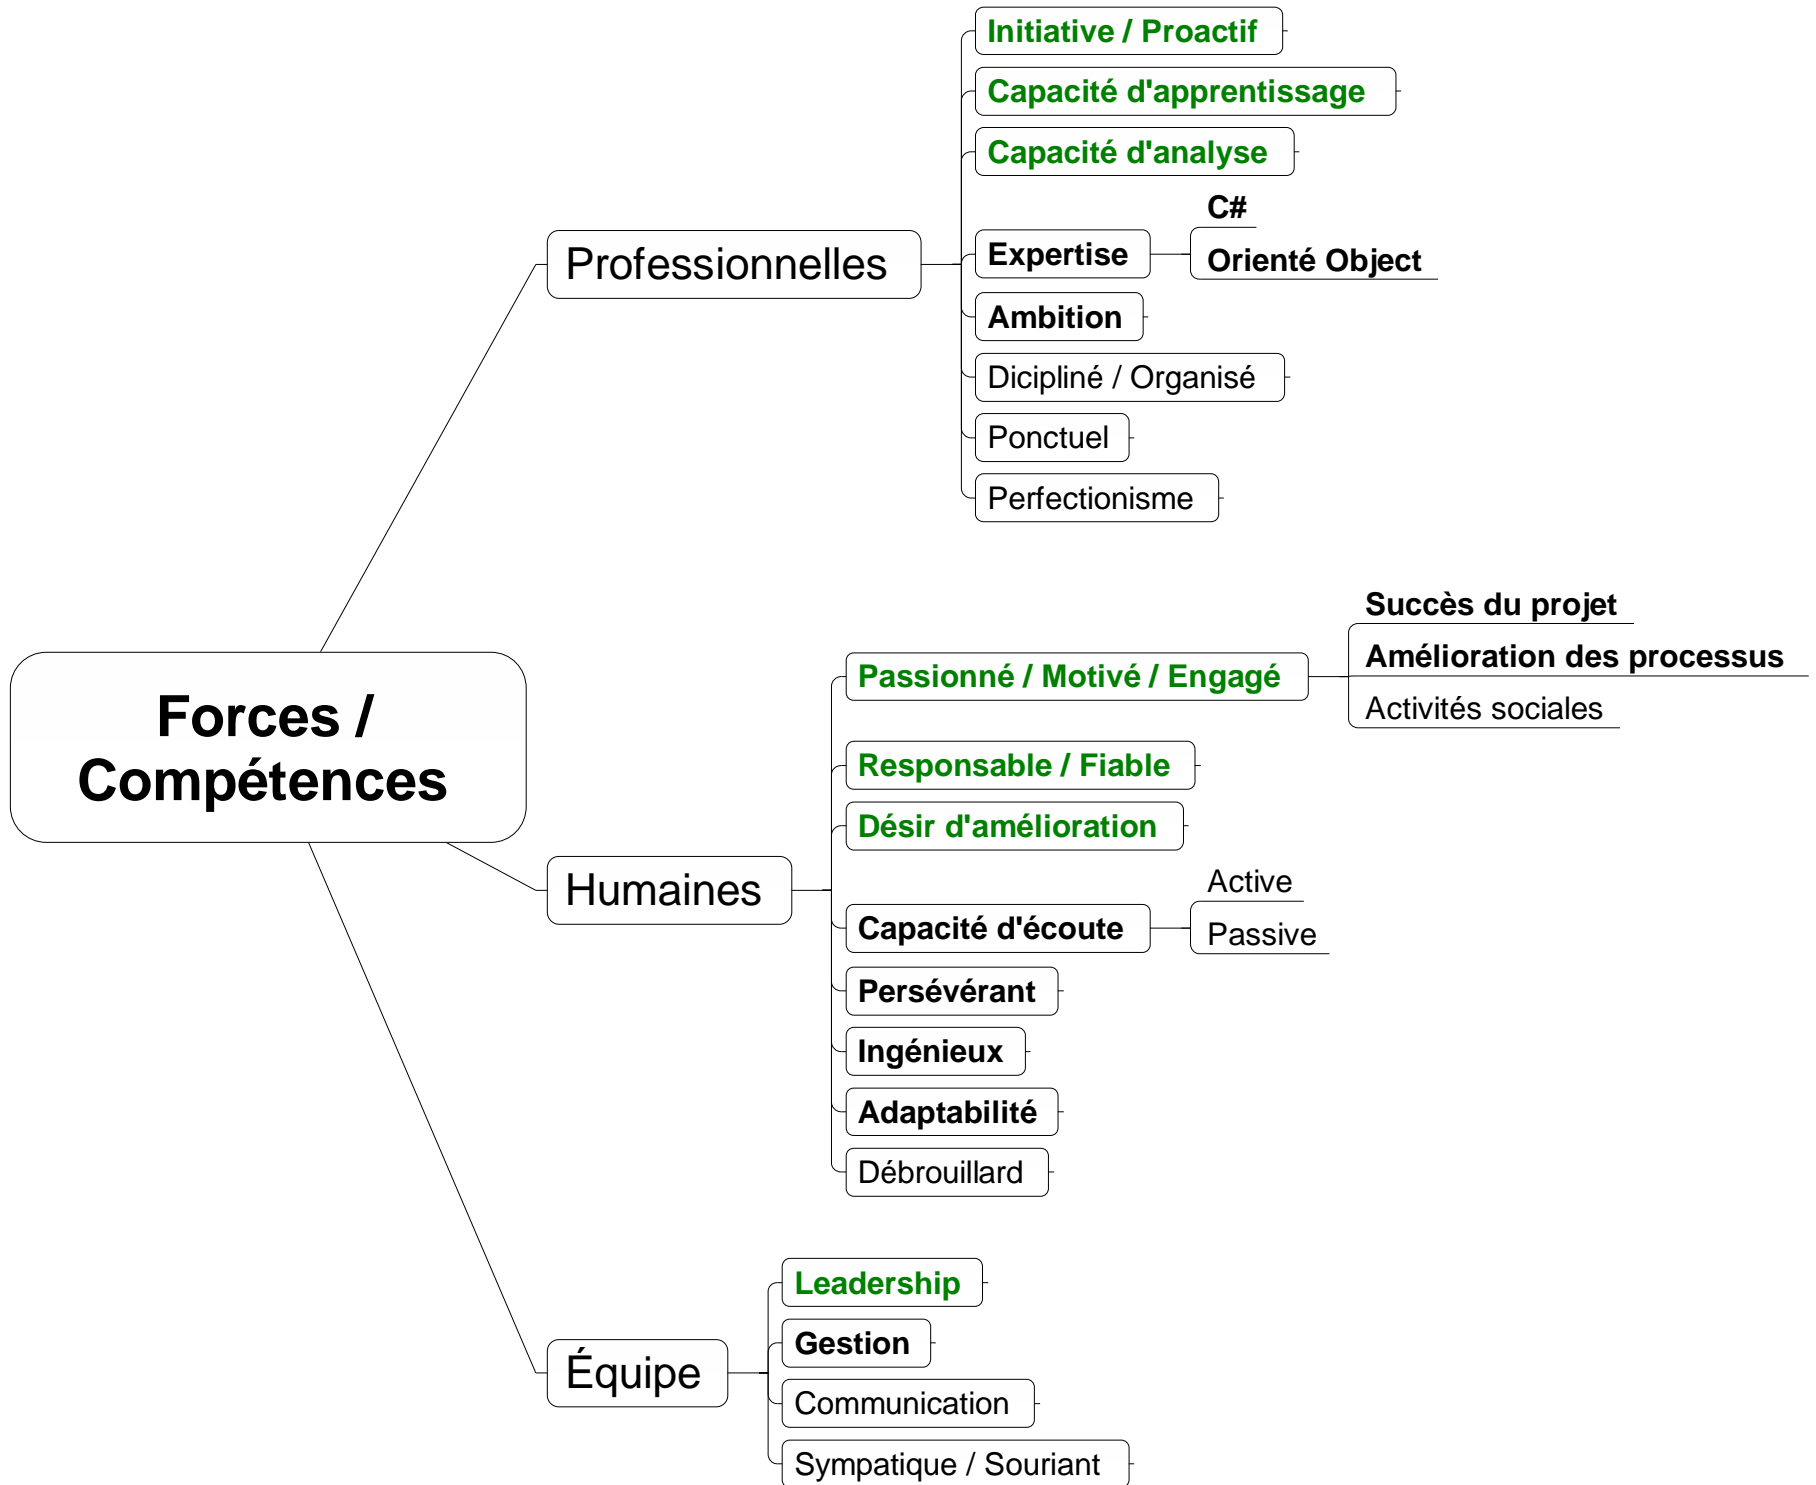 Forces /
Compétences
Professionnelles
Initiative / Proactif
Capacité d'apprentissage
Capacité d'analyse
Expertise
C#
Orienté Object
Ambition
Dicipliné / Organisé
Ponctuel
Perfectionisme
Humaines
Passionné / Motivé / Engagé
Succès du projet
Amélioration des processus
Activités sociales
Responsable / Fiable
Désir d'amélioration
Capacité d'écoute
Active
Passive
Persévérant
Ingénieux
Adaptabilité
Débrouillard
Équipe
Leadership
Gestion
Communication
Sympatique / Souriant